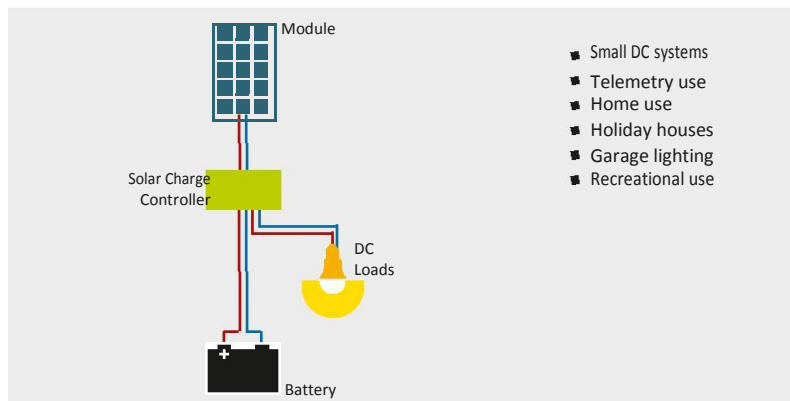 Module
Solar Charge
Controller
DC
Loads
+
Battery
Small DC systems
Telemetry use
Home use
Holiday houses
Garage lighting
Recreational use